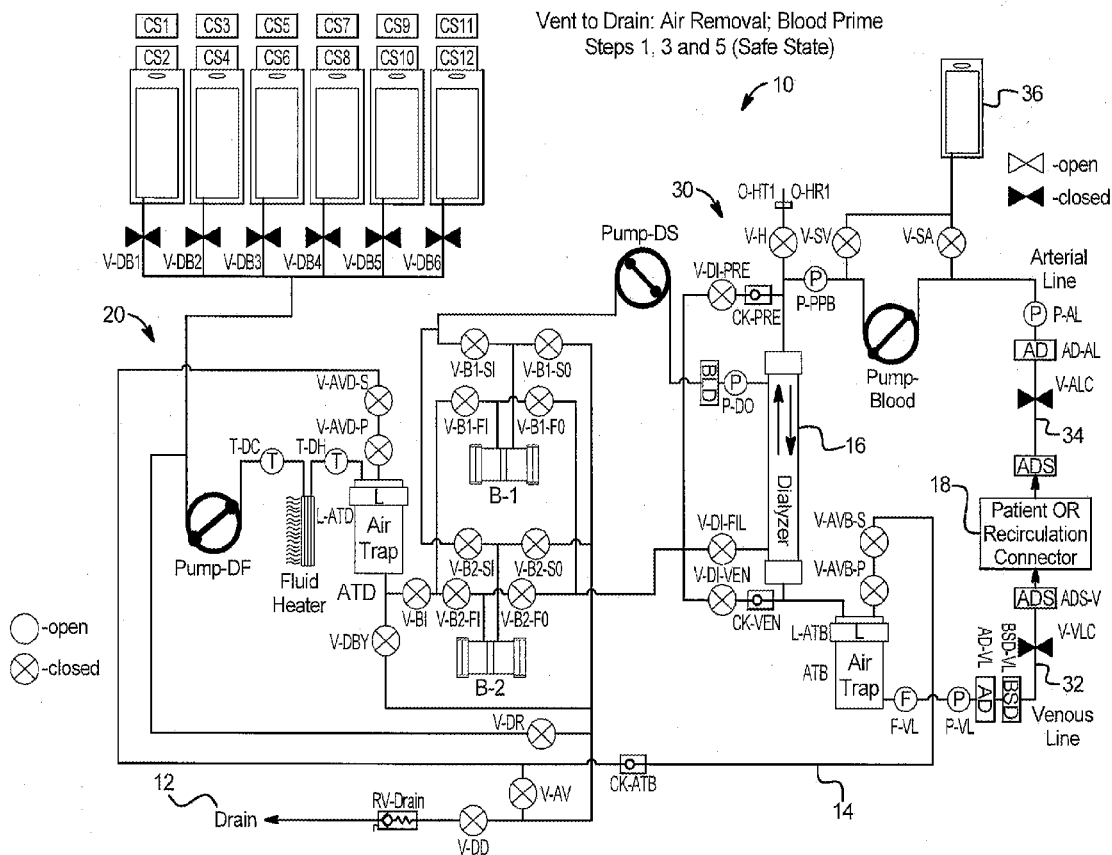 Vent to Drain: Air Removal; Blood Prime
Steps 1, 3 and 5 (Safe State)
CS1 CS3 CS5 CS7 CS9 CS11
CS2 CS4 CS6 CS8 CS10 CS12
10
36
-open
-closed
O-HT1 O-HR1
30
V-H
V-SV
V-SA
V-DB1 V-DB2 V-DB3 V-DB4 V-DB5 V-DB6
Pump-DS
V-DI-PRE
CK-PRE
P
P-PPB
Arterial
Line
P
P-AL
20
AD
AD-AL
Pump-
Blood
V-ALC
V-B1-SI
V-B1-S0
V-AVD-S
BLD
P
P-DO
V-AVD-P
V-B1-FI
V-B1-F0
16
34
T-DC
T
T-DH
T
B-1
ADS
L
L-ATD
Air
Trap
Dialyzer
18
Patient OR
Recirculation
Connector
Pump-DF
Fluid
Heater
ATD
V-B2-SI
V-B2-S0
V-DI-FIL
V-AVB-S
V-DI-VEN
V-AVB-P
ADS
ADS-V
V-BI
V-B2-FI
V-B2-F0
CK-VEN
L-ATB
L
-open
-closed
V-DBY
B-2
ATB
Air
Trap
AD-VL
BSD-VL
V-VLC
AD
BSD
32
F
F-VL
P
P-VL
Venous
Line
V-DR
12
Drain
RV-Drain
V-DD
V-AV
CK-ATB
14